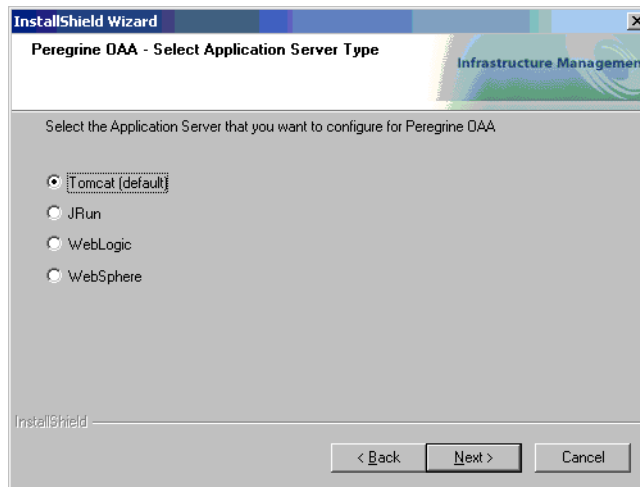 InstallShield Wizard
Peregrine OAA - Select Application Server Type
Infrastructure Managemen
Select the Application Server that you want to configure for Peregrine OAA
Tomcat (default)
JRun
WebLogic
WebSphere
InstallShield
< Back
Next >
Cancel